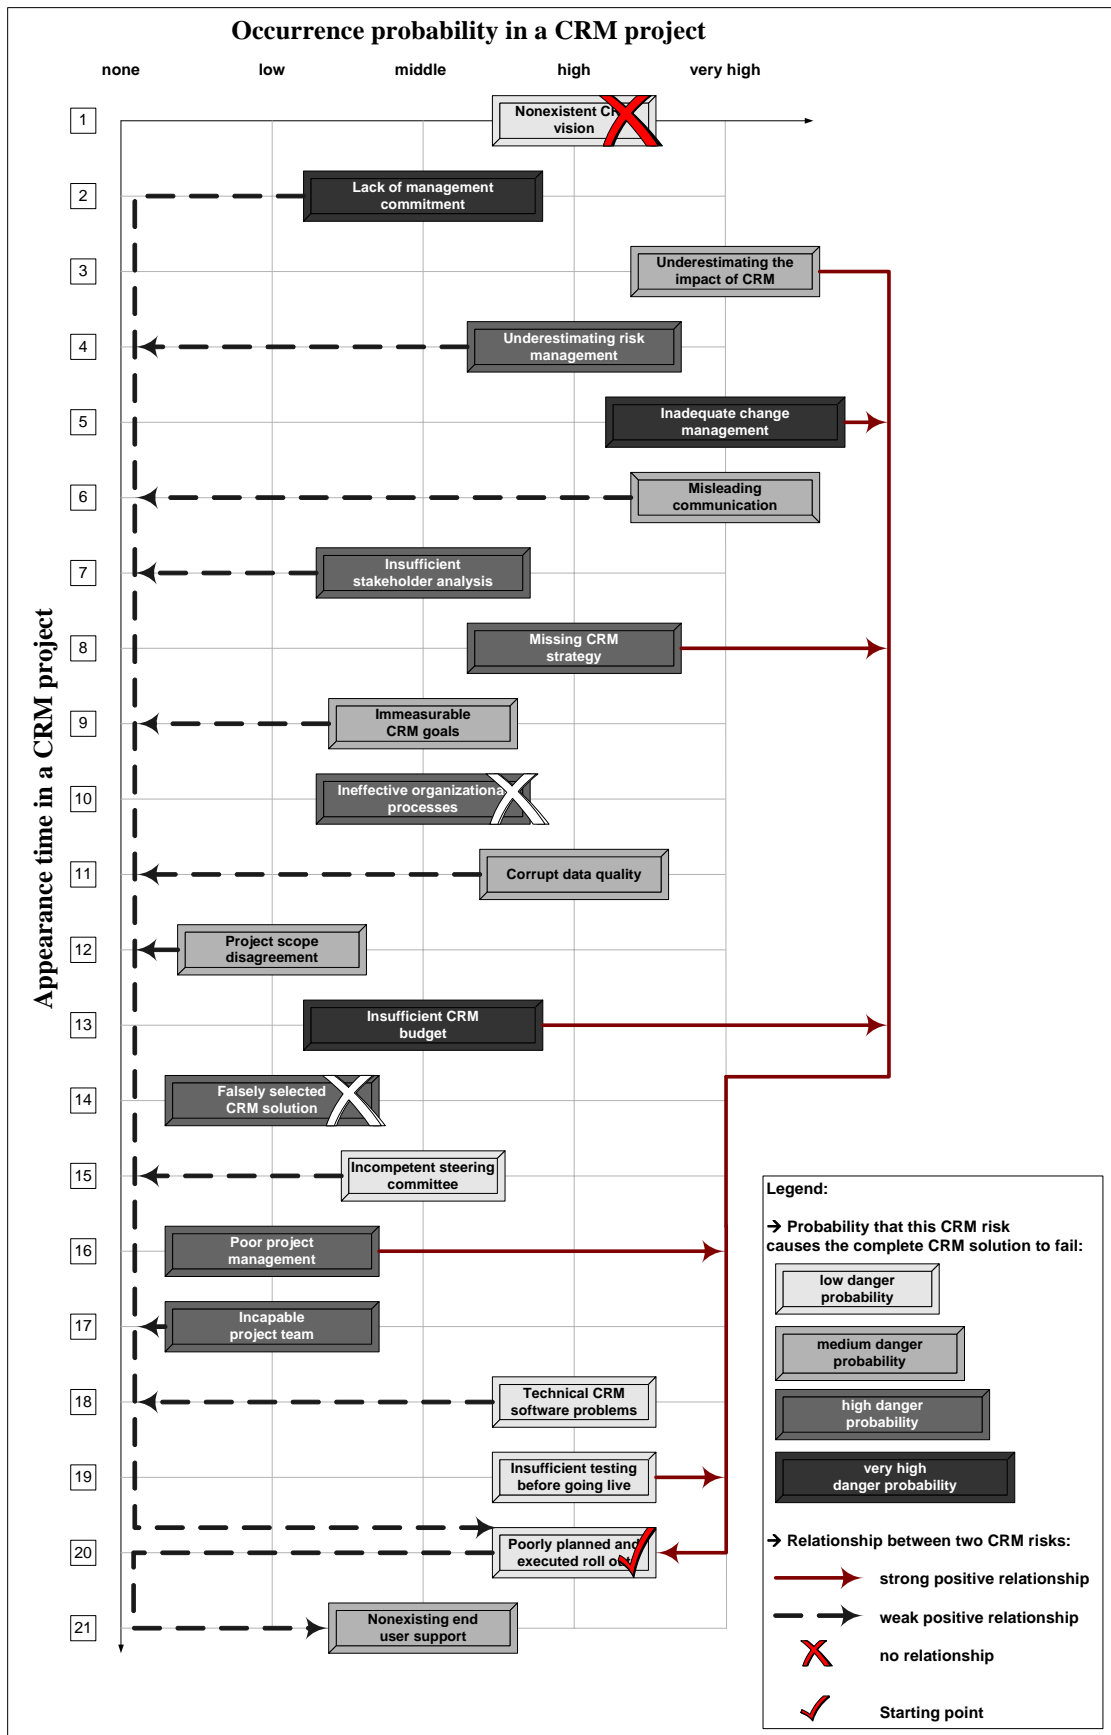 Occurrence probability in a CRM project
none low middle high very high
Appearance time in a CRM project
1
Nonexistent CRM
vision
2
Lack of management
commitment
3
Underestimating the
impact of CRM
4
Underestimating risk
management
5
Inadequate change
management
6
Misleading
communication
7
Insufficient
stakeholder analysis
8
Missing CRM
strategy
9
Immeasurable
CRM goals
10
Ineffective organizational
processes
11
Corrupt data quality
12
Project scope
disagreement
13
Insufficient CRM
budget
14
Falsely selected
CRM solution
15
Incompetent steering
committee
16
Poor project
management
17
Incapable
project team
18
Technical CRM
software problems
19
Insufficient testing
before going live
20
Poorly planned and
executed roll out
21
Nonexisting end
user support
Legend:
→ Probability that this CRM risk
causes the complete CRM solution to fail:
low danger
probability
medium danger
probability
high danger
probability
very high
danger probability
→ Relationship between two CRM risks:
strong positive relationship
weak positive relationship
no relationship
Starting point